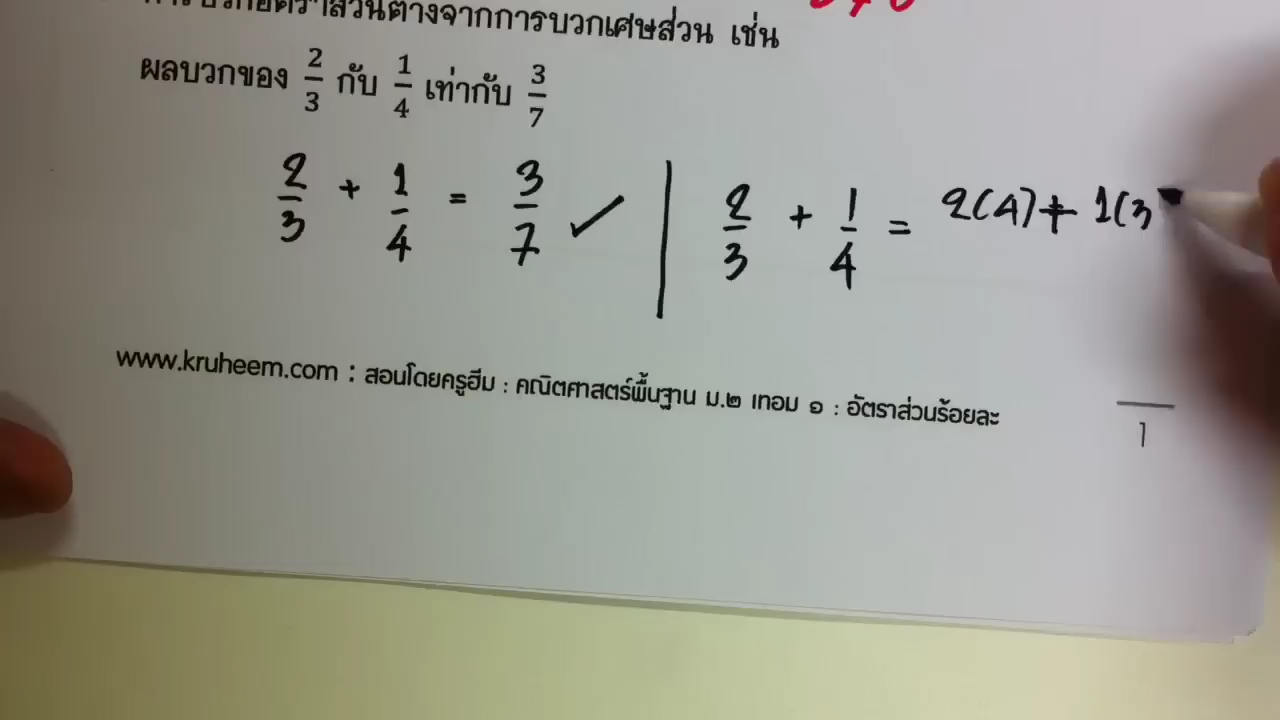 การบวกอัตราส่วนต่างจากการบวกเศษส่วน เช่น
ผลบวกของ 2/3 กับ 1/4 เท่ากับ 3/7
2/3 + 1/4 = 3/7 ✓ | 2/3 + 1/4 = 2(4) + 1(3
www.kruheem.com : สอนโดยครูฮีม : คณิตศาสตร์พื้นฐาน ม.๒ เทอม ๑ : อัตราส่วนร้อยละ
1